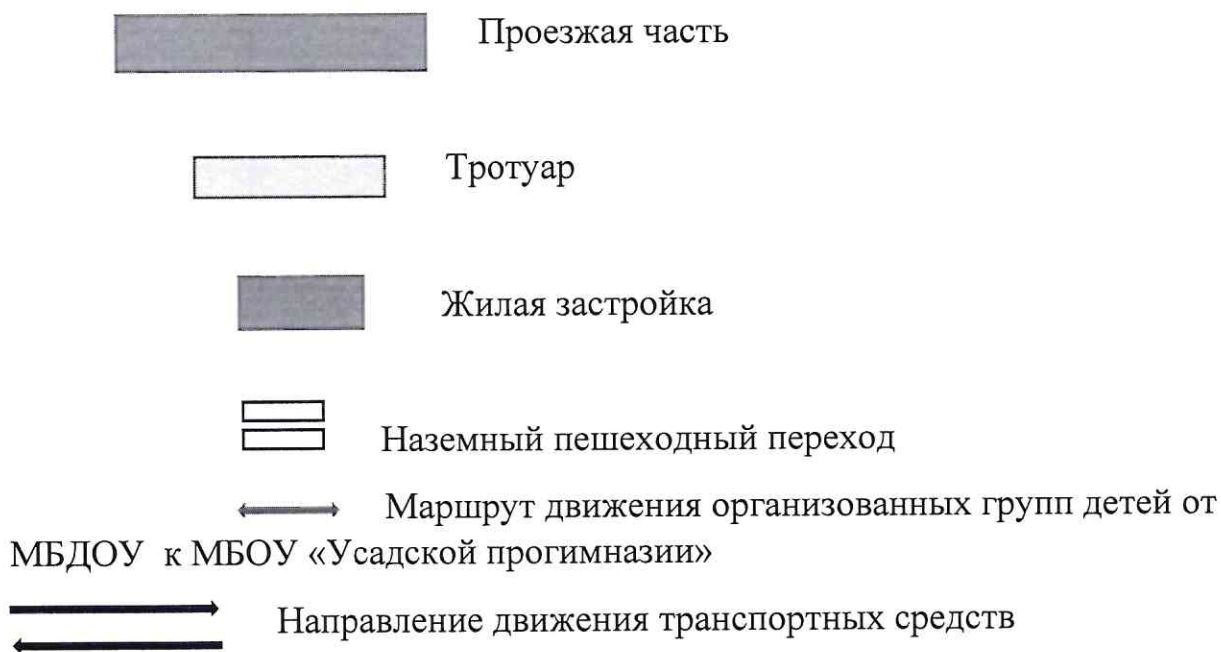 Проезжая часть
Тротуар
Жилая застройка
Наземный пешеходный переход
Маршрут движения организованных групп детей от
МБДОУ к МБОУ «Усадской прогимназии»
Направление движения транспортных средств